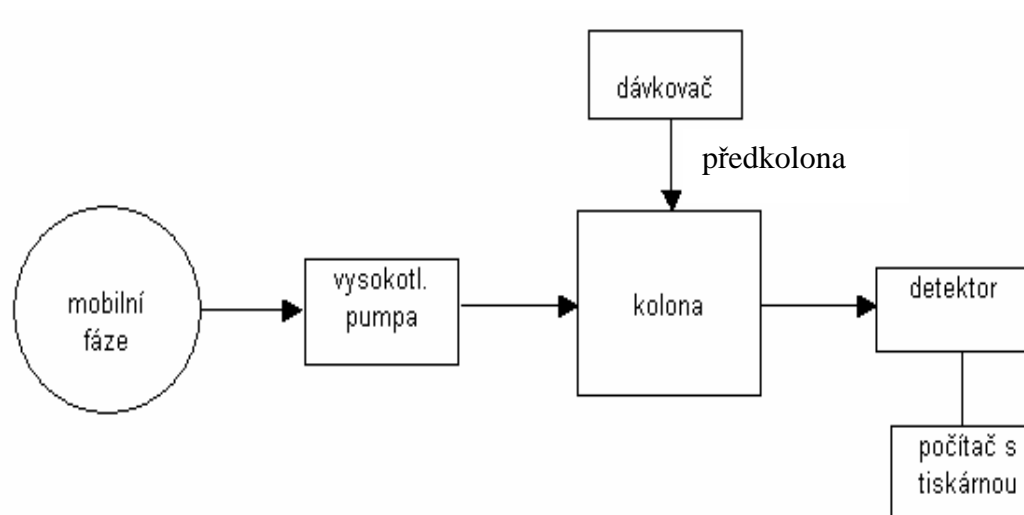 dávkovač
předkolona
mobilní
fáze
vysokotl.
pumpa
kolona
detektor
počítač s
tiskárnou